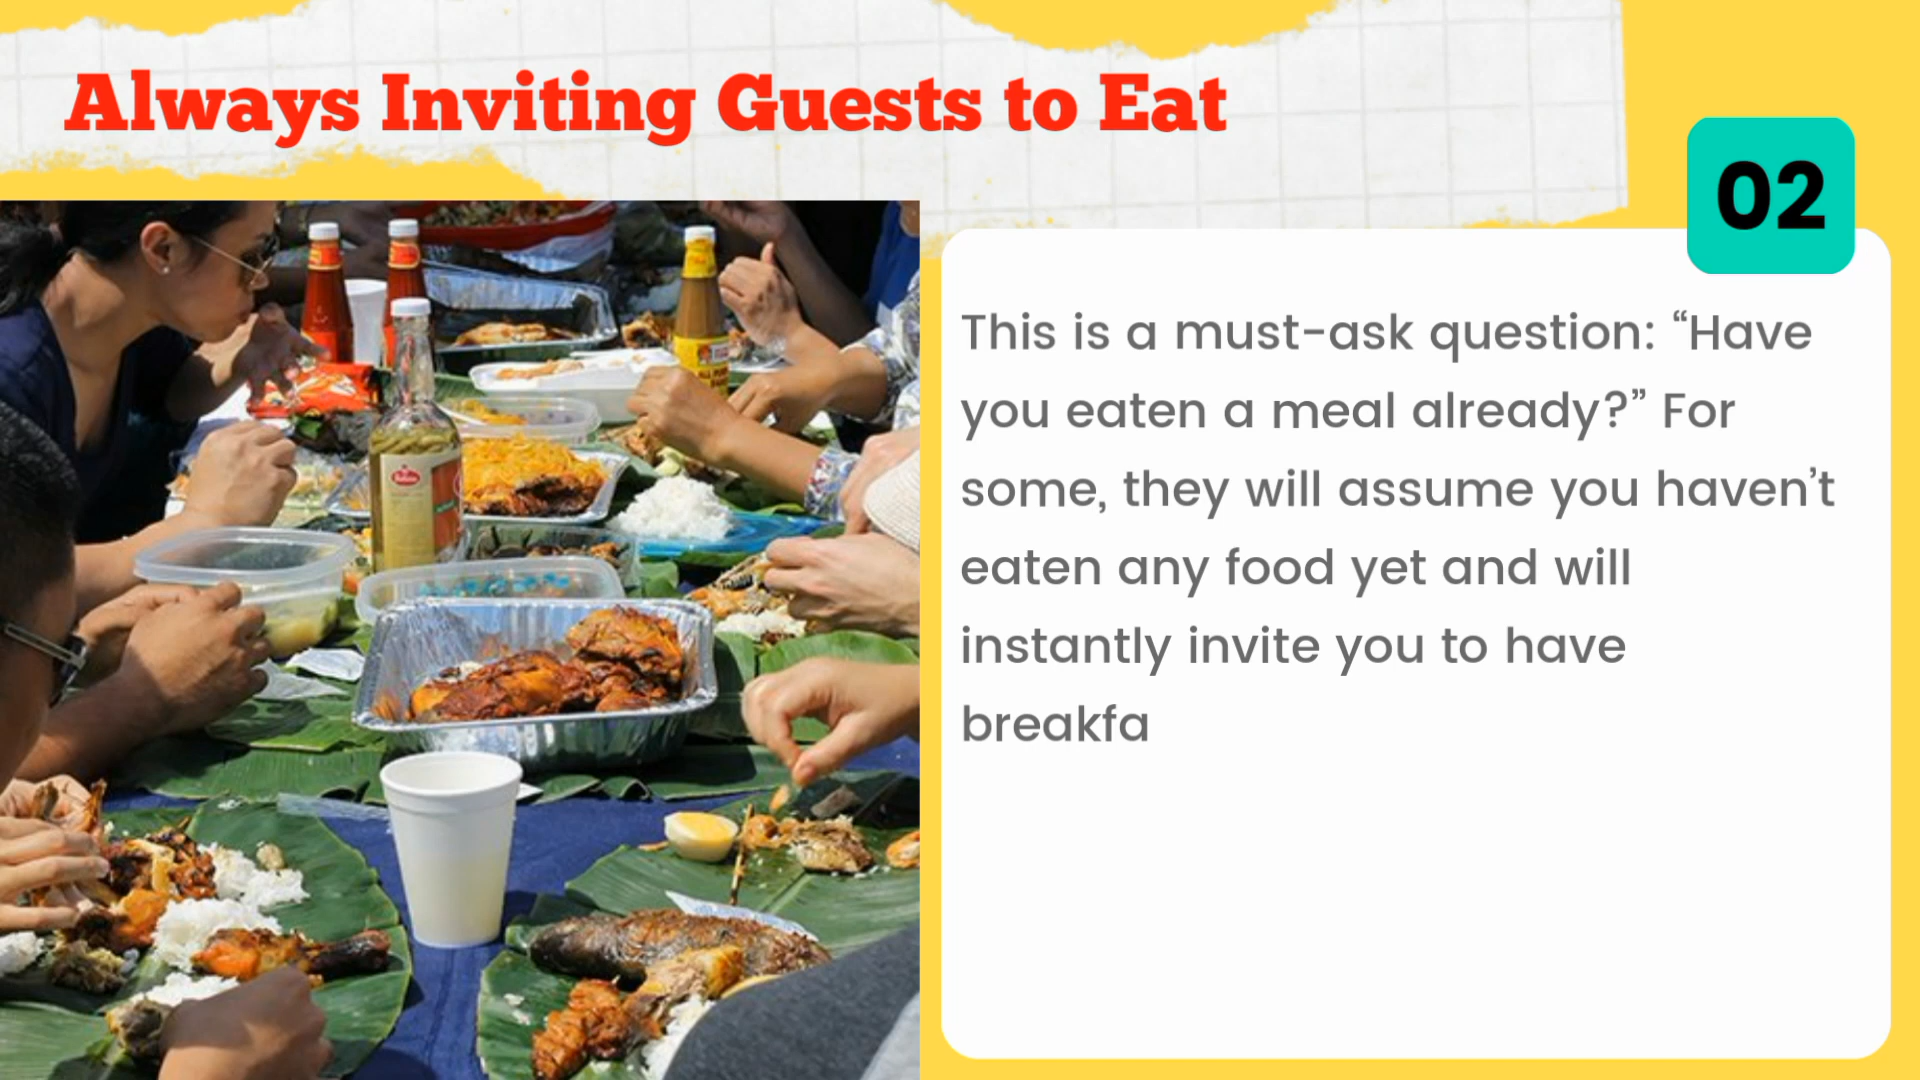 Always Inviting Guests to Eat
02
This is a must-ask question: “Have
you eaten a meal already?” For
some, they will assume you haven’t
eaten any food yet and will
instantly invite you to have
breakfa